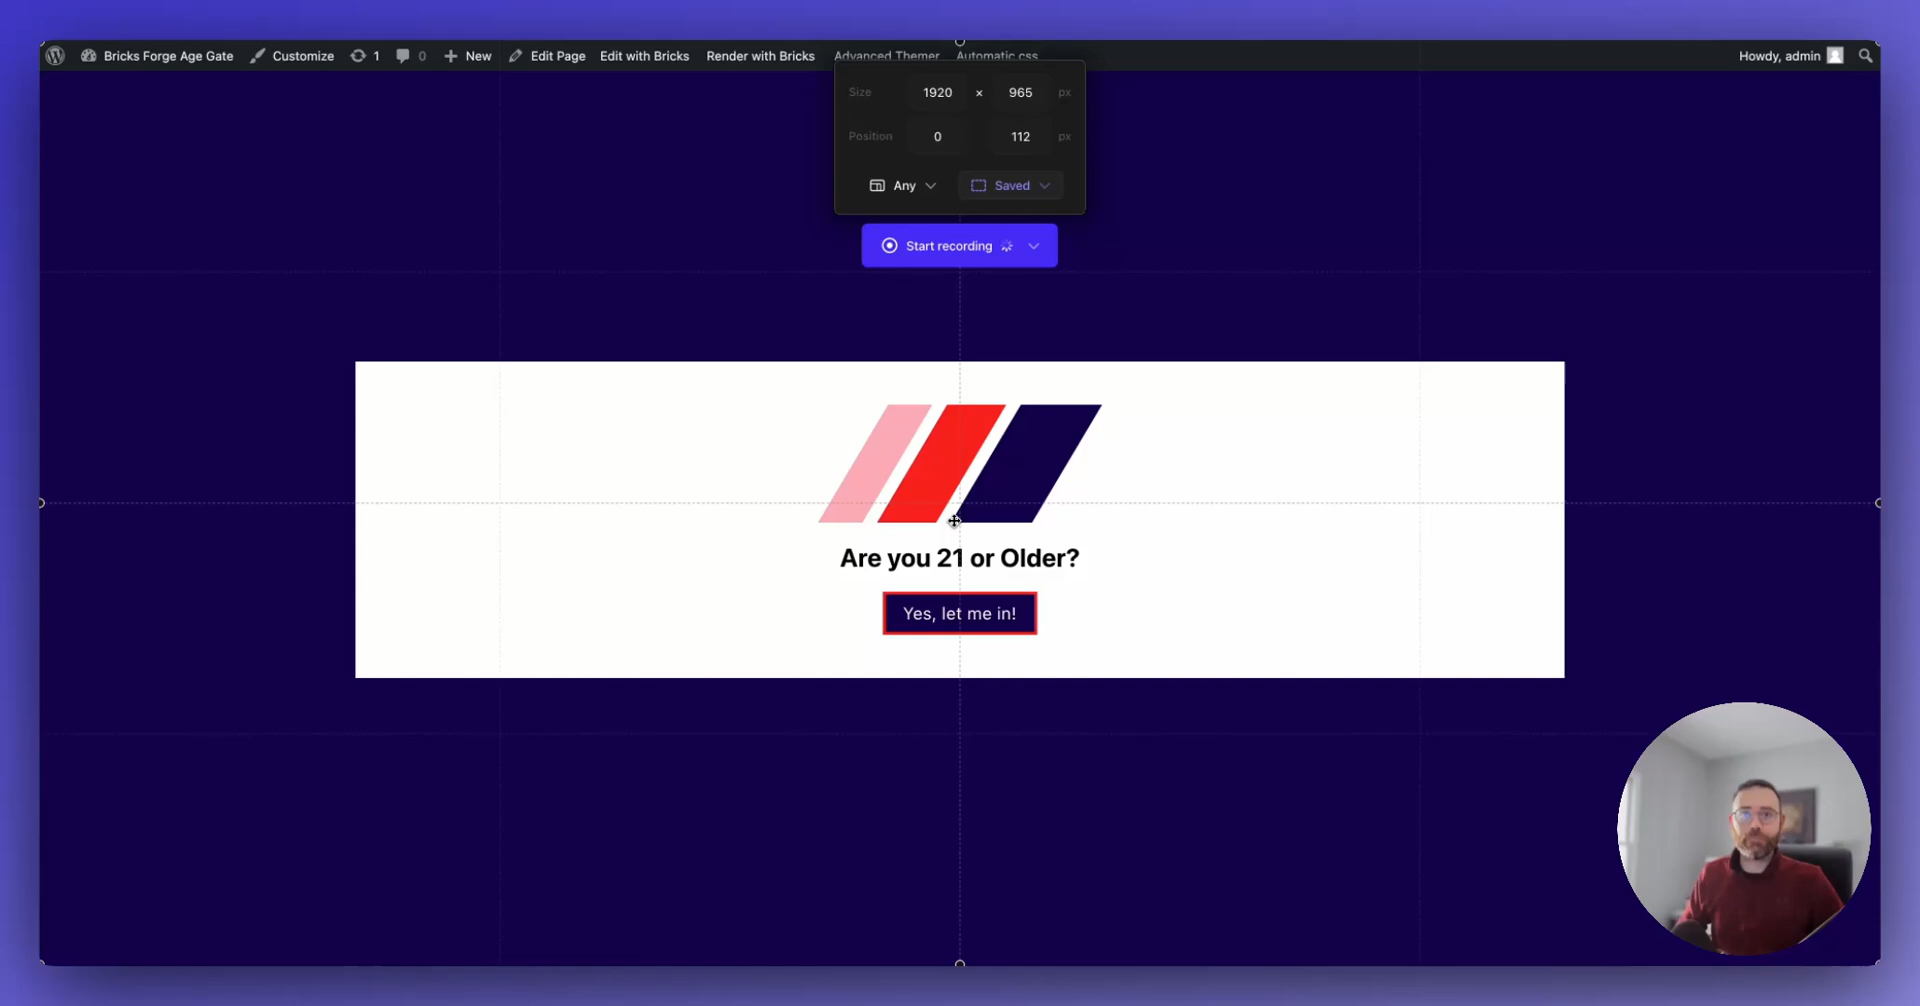 Bricks Forge Age Gate Customize 1 0 New Edit Page Edit with Bricks Render with Bricks Advanced Themer Automatic css Howdy, admin
Size 1920 × 965 px
Position 0 112 px
Any Saved
Start recording
Are you 21 or Older?
Yes, let me in!